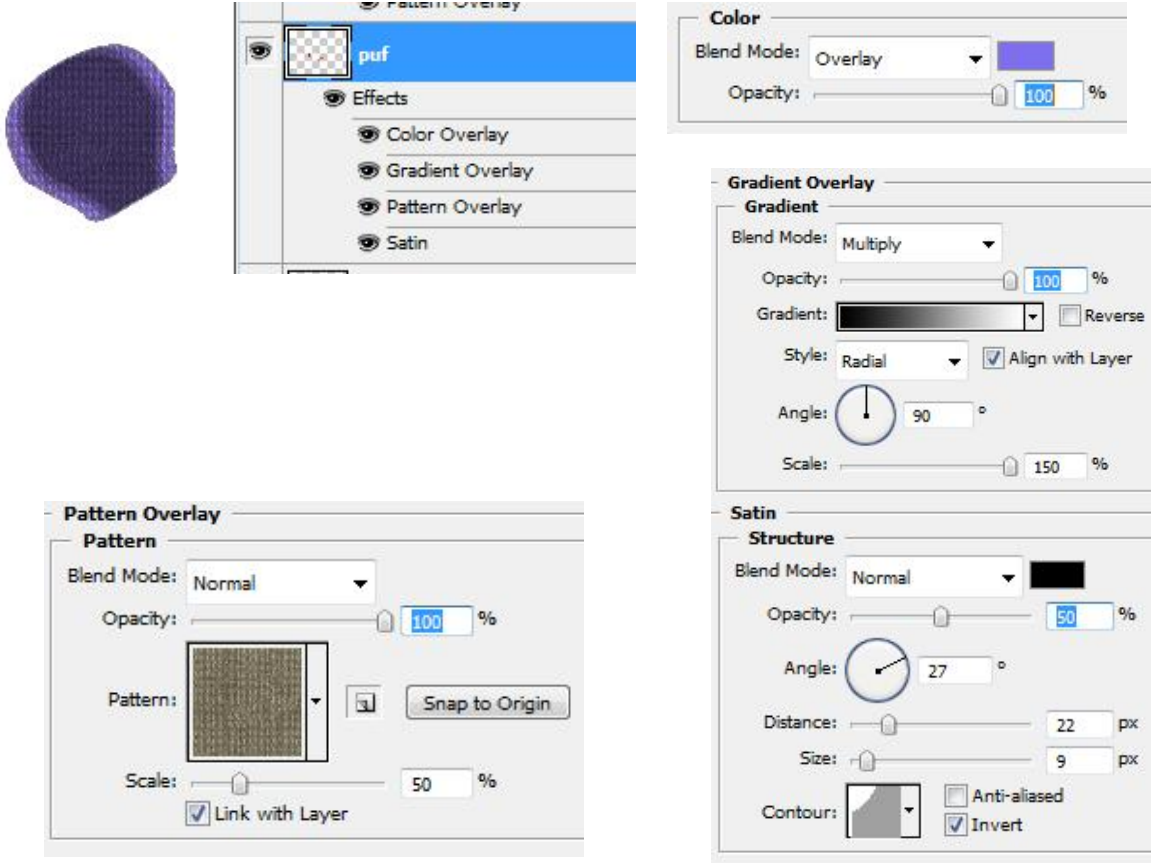 Pattern Overlay
puf
Effects
Color Overlay
Gradient Overlay
Pattern Overlay
Satin
Color
Blend Mode: Overlay
Opacity: 100 %
Gradient Overlay
Gradient
Blend Mode: Multiply
Opacity: 100 %
Gradient: Reverse
Style: Radial Align with Layer
Angle: 90 °
Scale: 150 %
Pattern Overlay
Pattern
Blend Mode: Normal
Opacity: 100 %
Pattern: Snap to Origin
Scale: 50 %
Link with Layer
Satin
Structure
Blend Mode: Normal
Opacity: 50 %
Angle: 27 °
Distance: 22 px
Size: 9 px
Contour: Anti-aliased
Invert